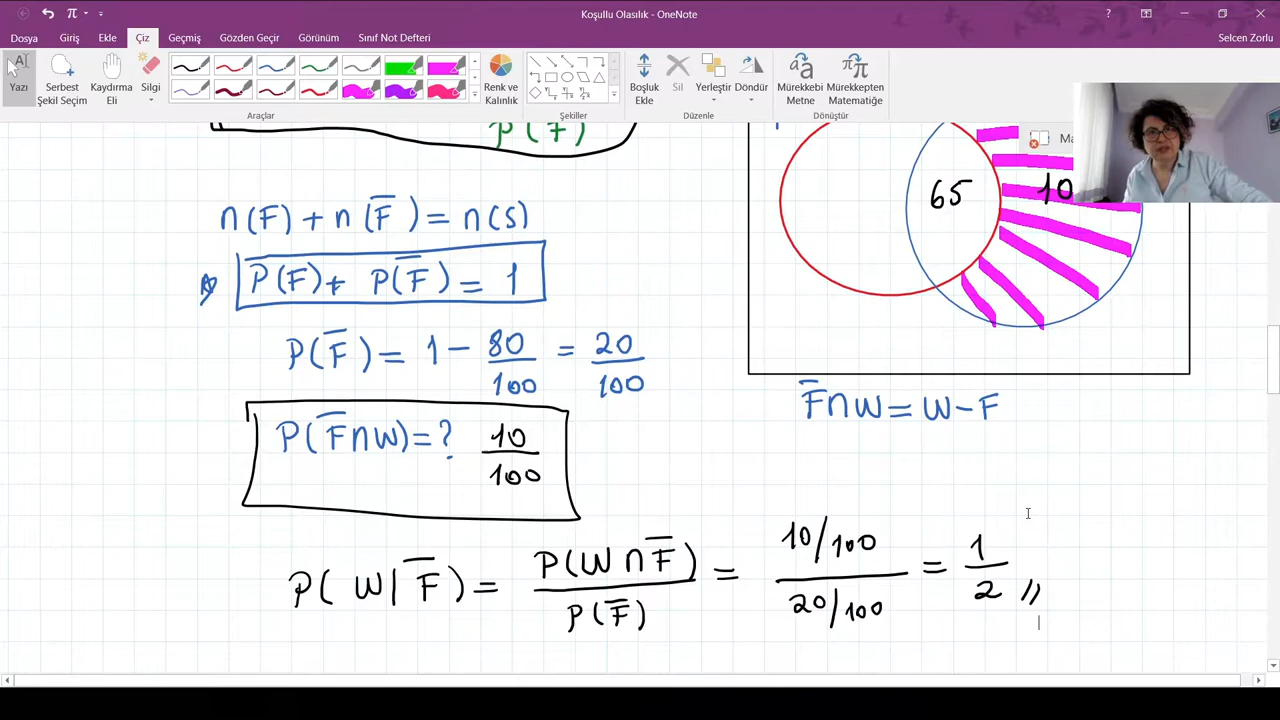 Koşullu Olasılık - OneNote
Dosya Giriş Ekle Çiz Geçmiş Gözden Geçir Görünüm Sınıf Not Defteri Selcen Zorlu
Yazı
Serbest Şekil Seçim
Kaydırma Eli
Silgi
Renk ve Kalınlık
Boşluk Ekle
Sil
Yerleştir
Döndür
Mürekkebi Metne
Mürekkepten Matematiğe
Araçlar Şekiller Düzenle Dönüştür
P(F)
n(F) + n(F̅) = n(S)
P(F) + P(F̅) = 1
P(F̅) = 1 - 80/100 = 20/100
P(F̅∩W) = ? 10/100
P(W|F̅) = P(W∩F̅)/P(F̅) = (10/100)/(20/100) = 1/2 //
65 10
F̅∩W = W-F